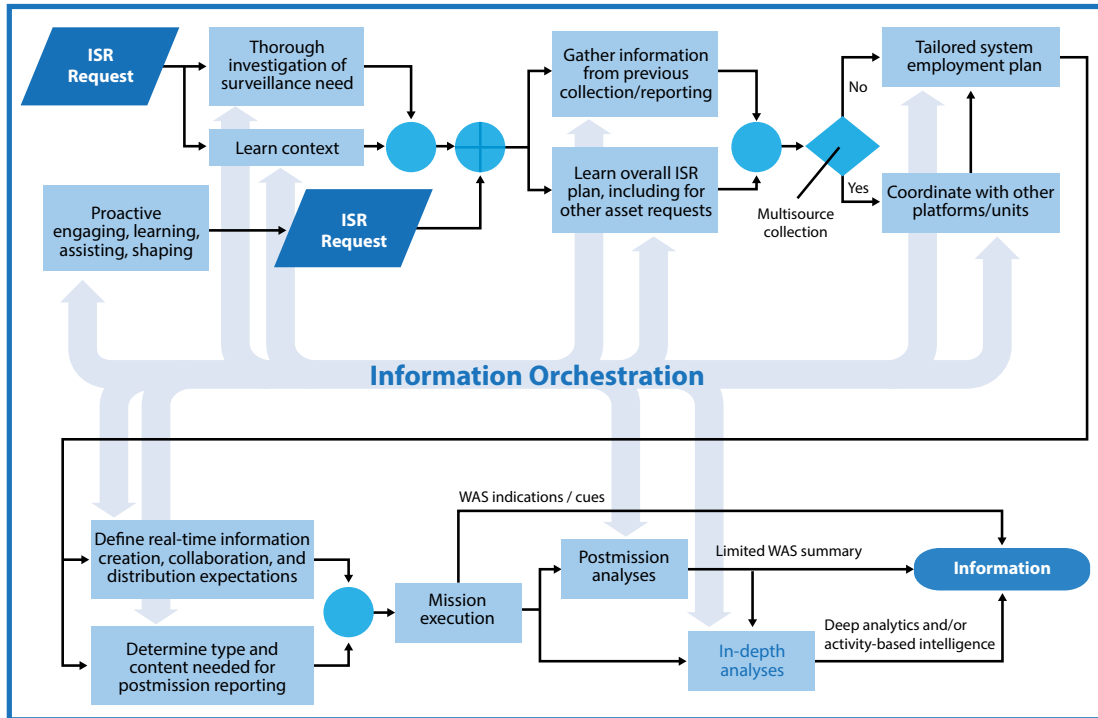 ISR
Request
Thorough
investigation of
surveillance need
Learn context
Proactive
engaging, learning,
assisting, shaping
ISR
Request
Gather information
from previous
collection/reporting
Learn overall ISR
plan, including for
other asset requests
No
Yes
Multisource
collection
Tailored system
employment plan
Coordinate with other
platforms/units
Information Orchestration
Define real-time information
creation, collaboration, and
distribution expectations
Determine type and
content needed for
postmission reporting
Mission
execution
WAS indications / cues
Postmission
analyses
Limited WAS summary
In-depth
analyses
Deep analytics and/or
activity-based intelligence
Information